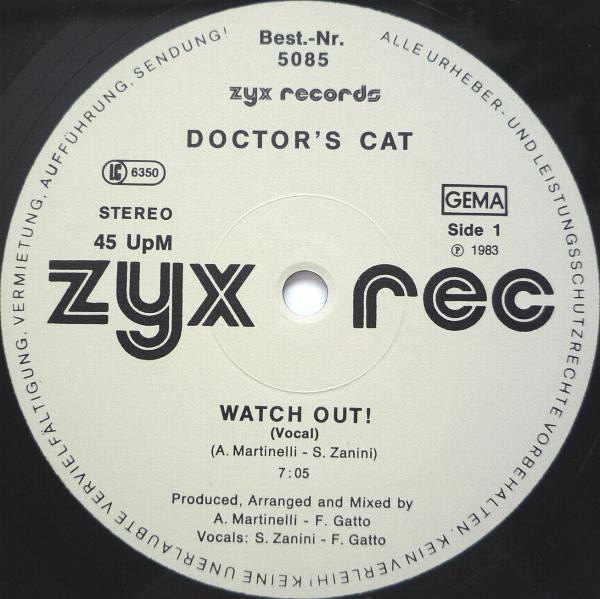 ALLE URHEBER- UND LEISTUNGSSCHUTZRECHTE VORBEHALTEN. KEIN VERLEIH! KEINE UNERLAUBTE VERVIELFÄLTIGUNG, VERMIETUNG, AUFFÜHRUNG, SENDUNG!
Best.-Nr.
5085
zyx records
DOCTOR'S CAT
LC 6350
GEMA
STEREO
Side 1
45 UpM
℗ 1983
zyx rec
WATCH OUT!
(Vocal)
(A. Martinelli - S. Zanini)
7:05
Produced, Arranged and Mixed by
A. Martinelli - F. Gatto
Vocals: S. Zanini - F. Gatto